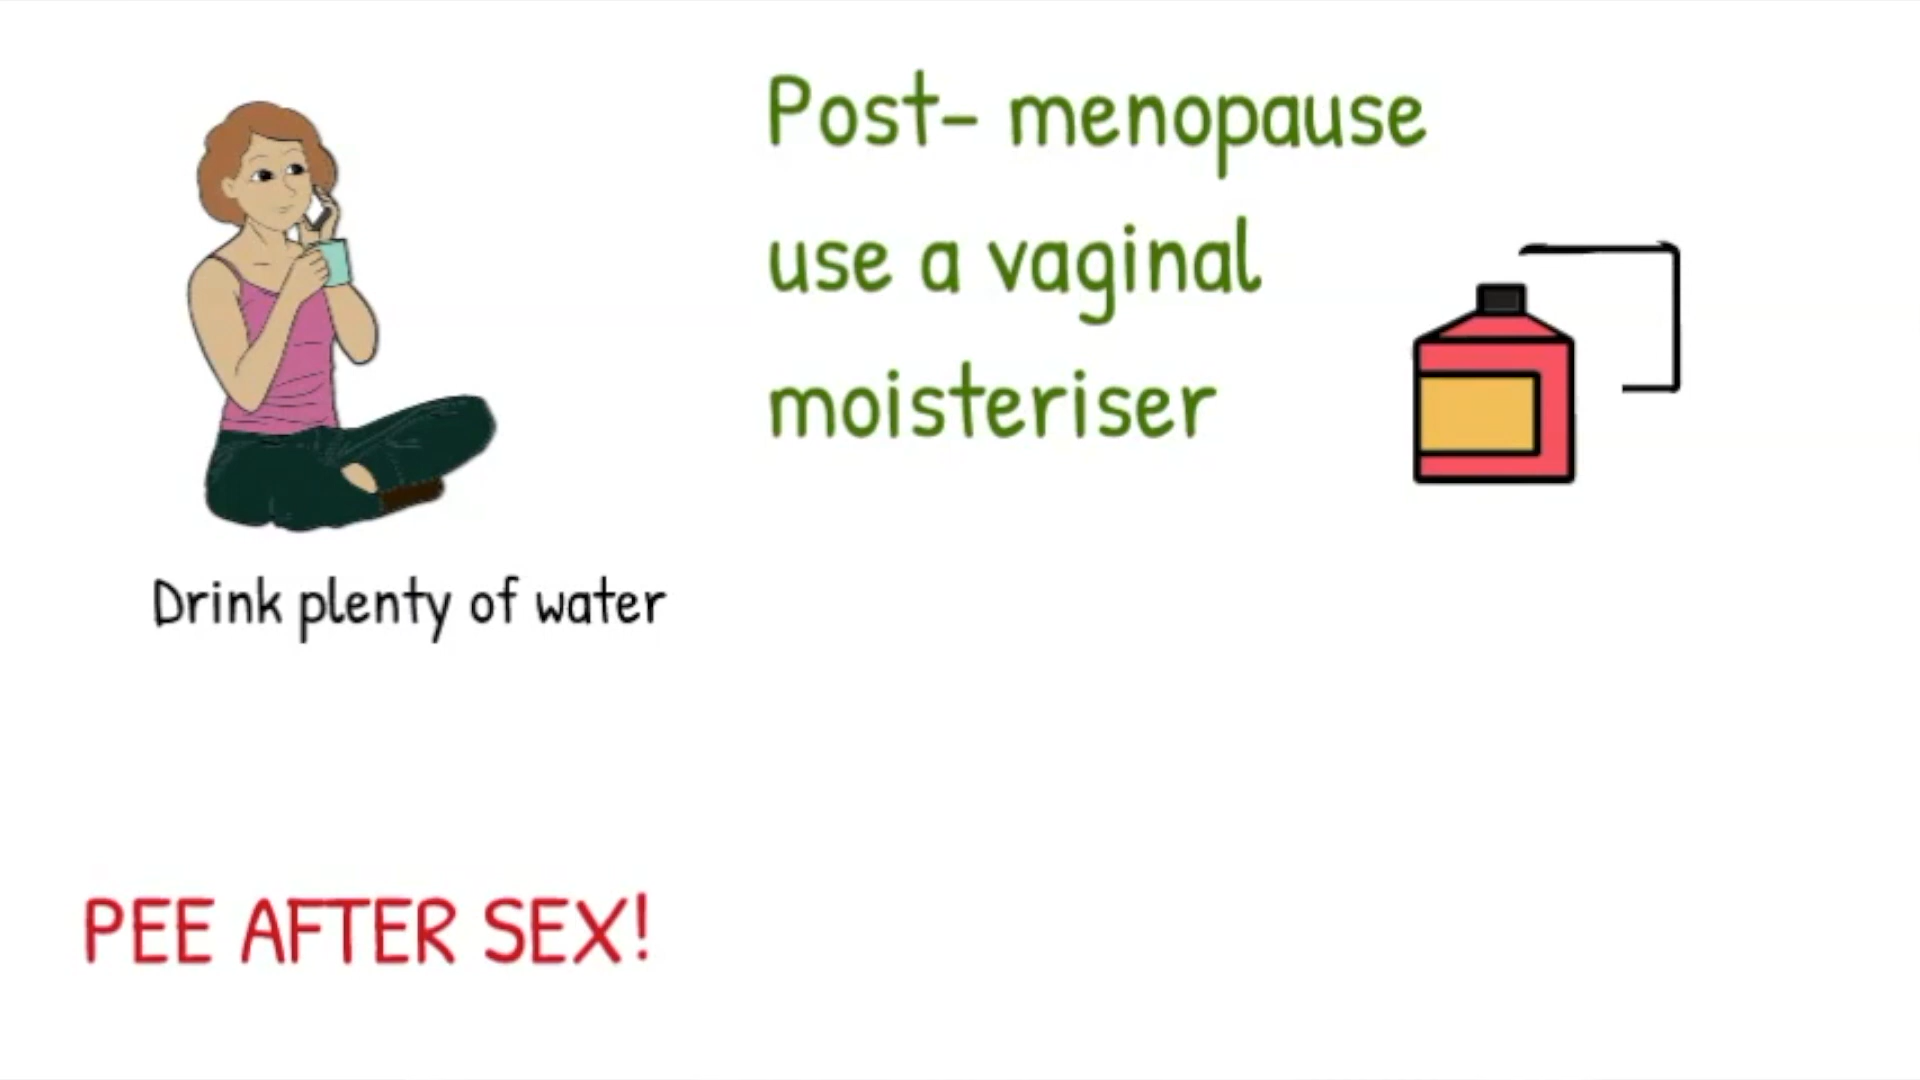 Post- menopause
use a vaginal
moisteriser
Drink plenty of water
PEE AFTER SEX!